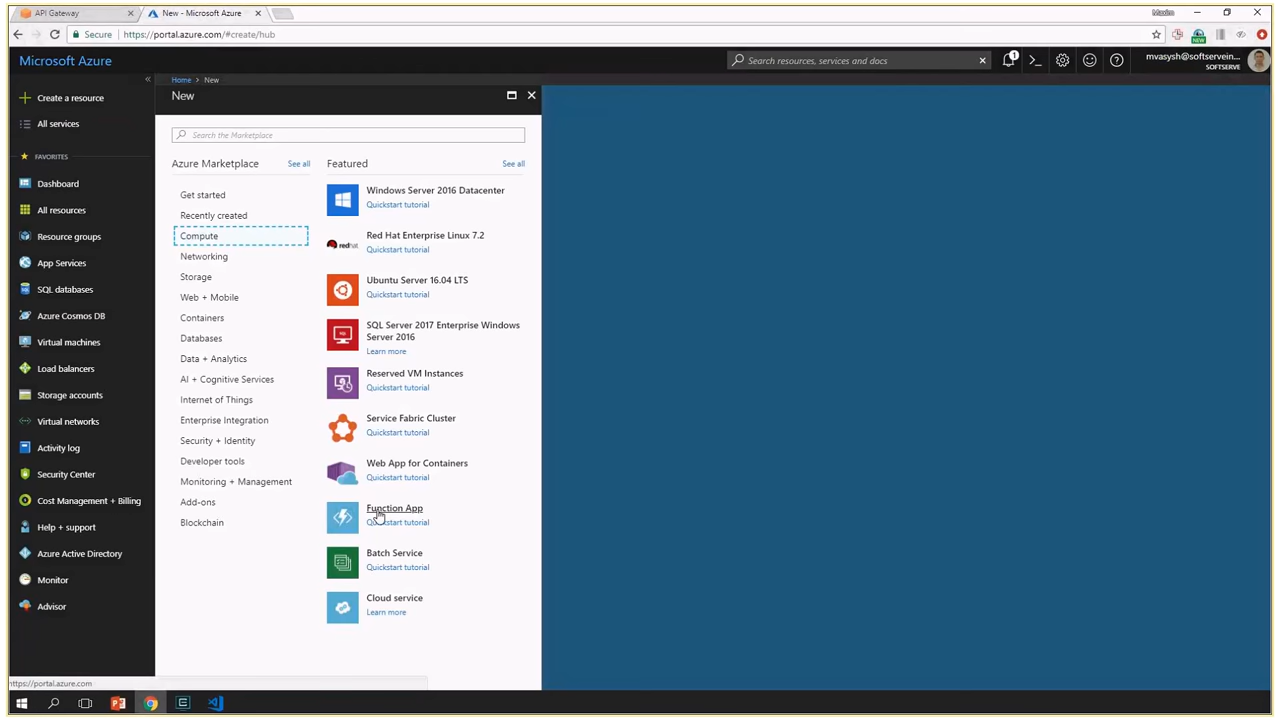 API Gateway
New - Microsoft Azure
Maxim
Secure
https://portal.azure.com/#create/hub
NEW
Microsoft Azure
Search resources, services and docs
1
mvasysh@softservein...
SOFTSERVE
Create a resource
All services
FAVORITES
Dashboard
All resources
Resource groups
App Services
SQL databases
Azure Cosmos DB
Virtual machines
Load balancers
Storage accounts
Virtual networks
Activity log
Security Center
Cost Management + Billing
Help + support
Azure Active Directory
Monitor
Advisor
Home > New
New
Search the Marketplace
Azure Marketplace
See all
Get started
Recently created
Compute
Networking
Storage
Web + Mobile
Containers
Databases
Data + Analytics
AI + Cognitive Services
Internet of Things
Enterprise Integration
Security + Identity
Developer tools
Monitoring + Management
Add-ons
Blockchain
Featured
See all
Windows Server 2016 Datacenter
Quickstart tutorial
redhat
Red Hat Enterprise Linux 7.2
Quickstart tutorial
Ubuntu Server 16.04 LTS
Quickstart tutorial
SQL Server 2017 Enterprise Windows
Server 2016
Learn more
Reserved VM Instances
Quickstart tutorial
Service Fabric Cluster
Quickstart tutorial
Web App for Containers
Quickstart tutorial
Function App
Quickstart tutorial
Batch Service
Quickstart tutorial
Cloud service
Learn more
https://portal.azure.com